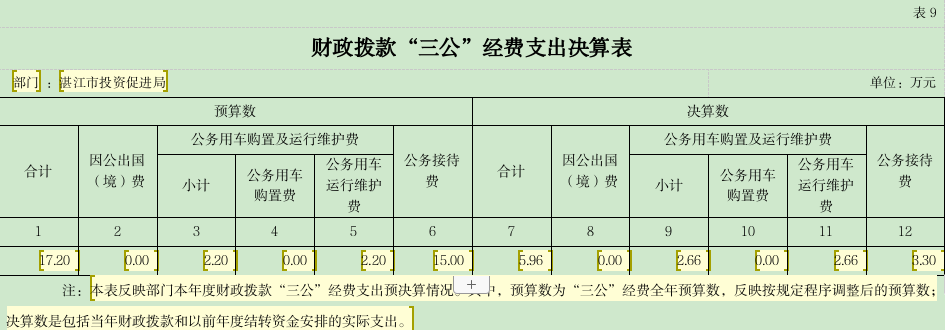 表 9
财政拨款“三公”经费支出决算表
部门 ：湛江市投资促进局 单位：万元
预算数 决算数
合计 因公出国（境）费 公务用车购置及运行维护费 公务接待费 合计 因公出国（境）费 公务用车购置及运行维护费 公务接待费
小计 公务用车购置费 公务用车运行维护费 小计 公务用车购置费 公务用车运行维护费
1 2 3 4 5 6 7 8 9 10 11 12
17.20 0.00 2.20 0.00 2.20 15.00 5.96 0.00 2.66 0.00 2.66 3.30
注：本表反映部门本年度财政拨款“三公”经费支出预决算情况 中，预算数为“三公”经费全年预算数，反映按规定程序调整后的预算数；
决算数是包括当年财政拨款和以前年度结转资金安排的实际支出。